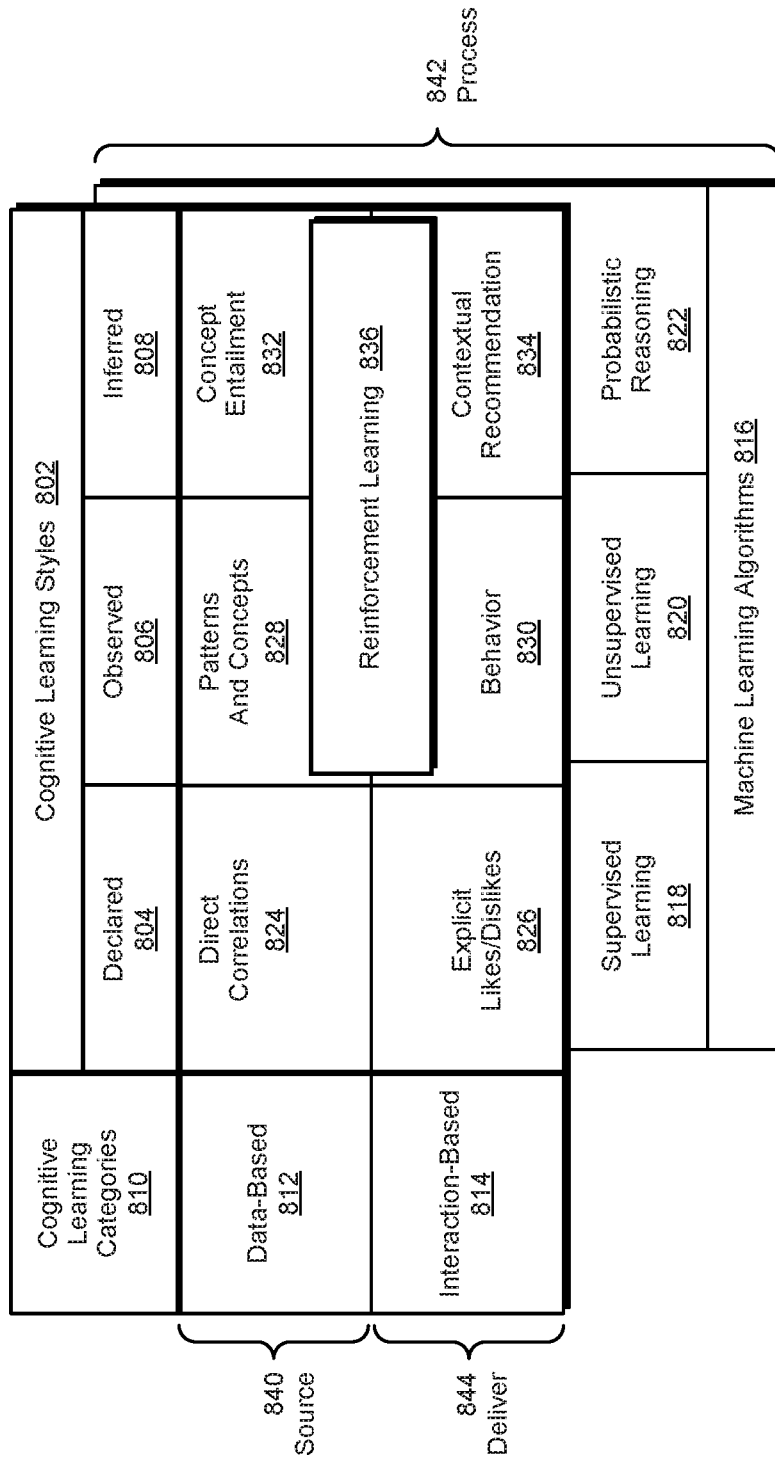 Cognitive
Learning
Categories
810
Cognitive Learning Styles 802
Declared
804
Observed
806
Inferred
808
840
Source
Data-Based
812
Direct
Correlations
824
Patterns
And Concepts
828
Concept
Entailment
832
Reinforcement Learning 836
844
Deliver
Interaction-Based
814
Explicit
Likes/Dislikes
826
Behavior
830
Contextual
Recommendation
834
Supervised
Learning
818
Unsupervised
Learning
820
Probabilistic
Reasoning
822
Machine Learning Algorithms 816
842
Process